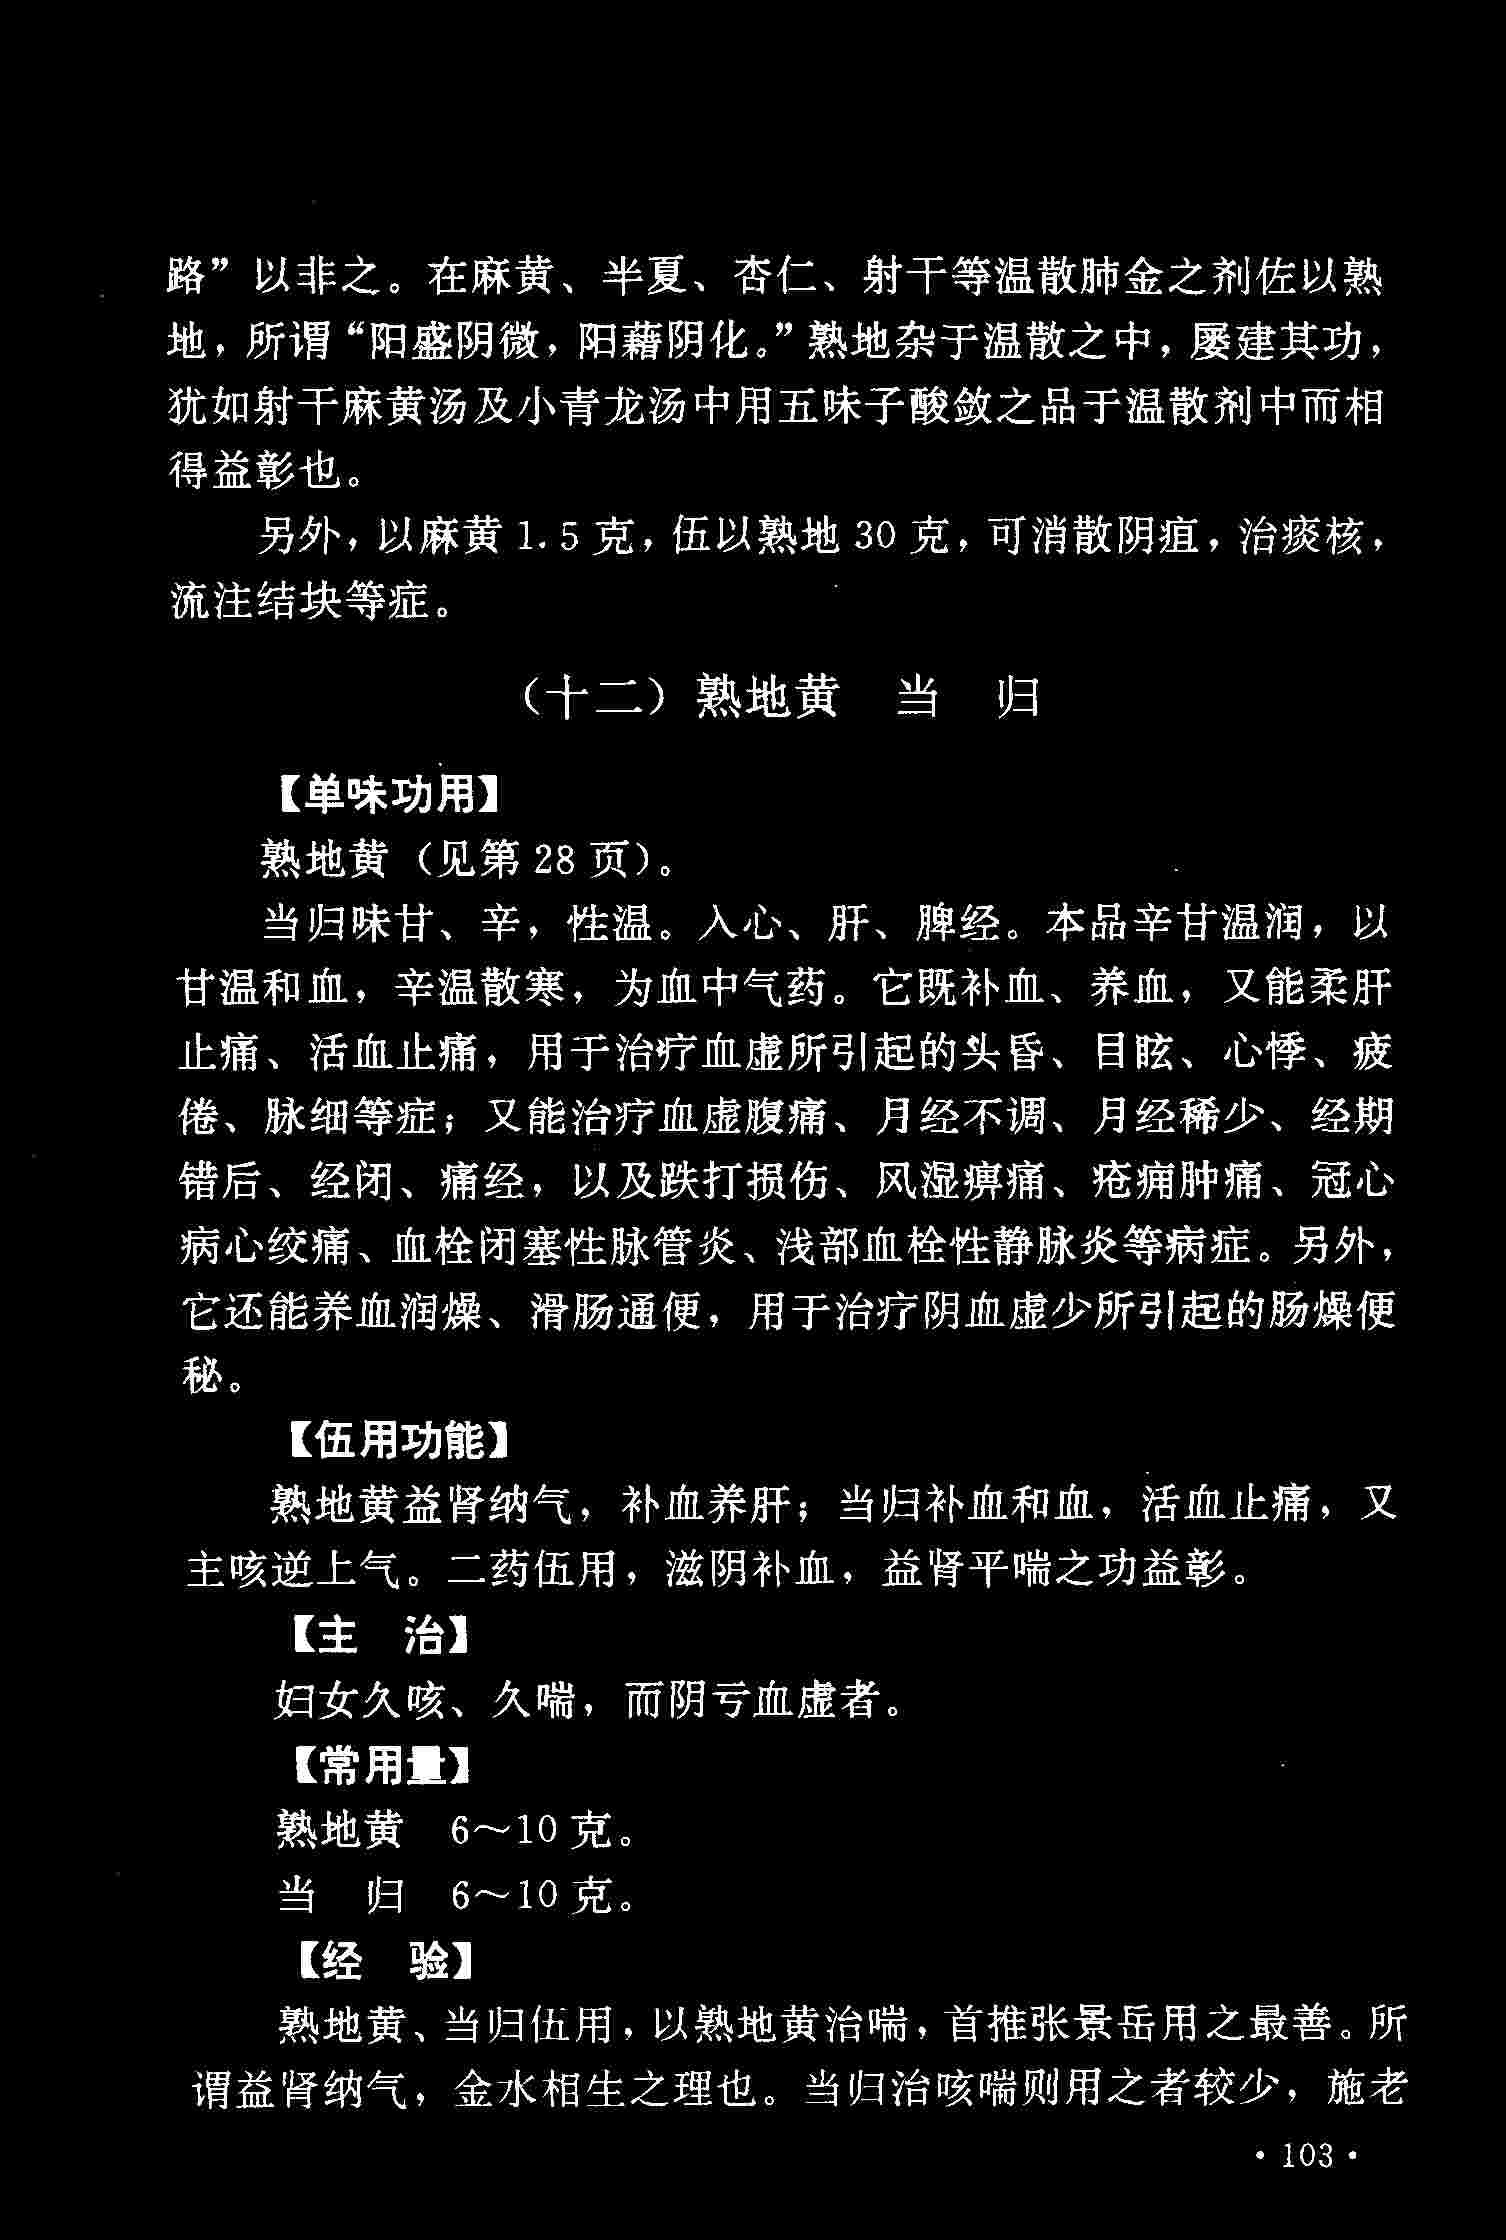 路”以非之。在麻黄、半夏、杏仁、射干等温散肺金之剂佐以熟
地，所谓“阳盛阴微，阳藉阴化。”熟地杂于温散之中，屡建其功，
犹如射干麻黄汤及小青龙汤中用五味子酸敛之品于温散剂中而相
得益彰也。
另外，以麻黄1.5克，伍以熟地30克，可消散阴疽，治痰核，
流注结块等症。
（十二）熟地黄 当 归
【单味功用】
熟地黄（见第28页）。
当归味甘、辛，性温。入心、肝、脾经。本品辛甘温润，以
甘温和血，辛温散寒，为血中气药。它既补血、养血，又能柔肝
止痛、活血止痛，用于治疗血虚所引起的头昏、目眩、心悸、疲
倦、脉细等症；又能治疗血虚腹痛、月经不调、月经稀少、经期
错后、经闭、痛经，以及跌打损伤、风湿痹痛、疮痈肿痛、冠心
病心绞痛、血栓闭塞性脉管炎、浅部血栓性静脉炎等病症。另外，
它还能养血润燥、滑肠通便，用于治疗阴血虚少所引起的肠燥便
秘。
【伍用功能】
熟地黄益肾纳气，补血养肝；当归补血和血，活血止痛，又
主咳逆上气。二药伍用，滋阴补血，益肾平喘之功益彰。
【主 治】
妇女久咳、久喘，而阴亏血虚者。
【常用量】
熟地黄 6～10克。
当 归 6～10克。
【经 验】
熟地黄、当归伍用，以熟地黄治喘，首推张景岳用之最善。所
谓益肾纳气，金水相生之理也。当归治咳喘则用之者较少，施老
·103·